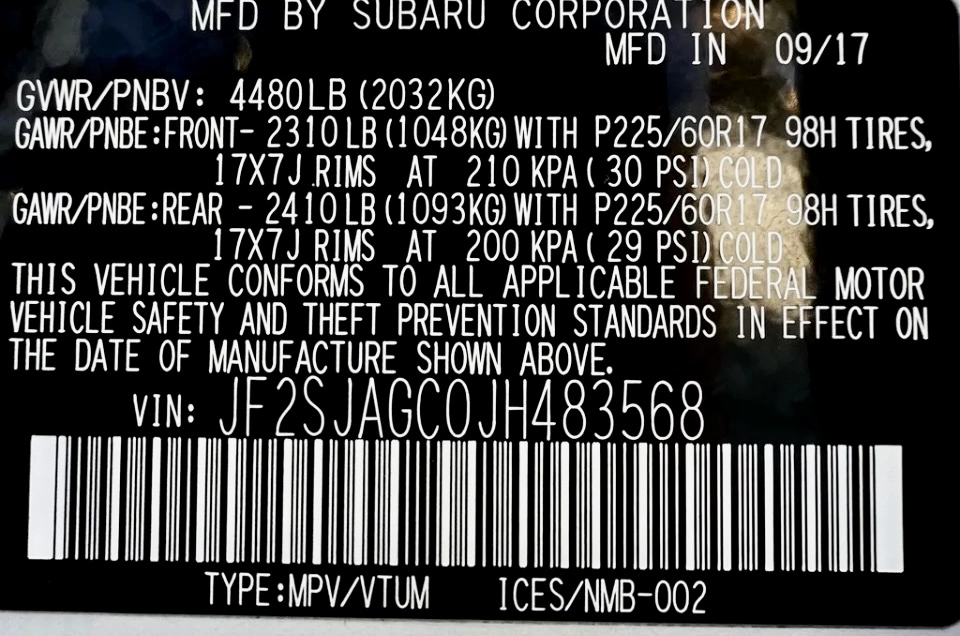 MFD BY SUBARU CORPORATION
MFD IN 09/17
GVWR/PNBV: 4480LB (2032KG)
GAWR/PNBE:FRONT- 2310LB (1048KG) WITH P225/60R17 98H TIRES,
17X7J RIMS AT 210 KPA( 30 PSI) COLD
GAWR/PNBE:REAR - 2410LB (1093KG) WITH P225/60R17 98H TIRES,
17X7J RIMS AT 200 KPA( 29 PSI) COLD
THIS VEHICLE CONFORMS TO ALL APPLICABLE FEDERAL MOTOR
VEHICLE SAFETY AND THEFT PREVENTION STANDARDS IN EFFECT ON
THE DATE OF MANUFACTURE SHOWN ABOVE.
VIN: JF2SJAGC0JH483568
TYPE:MPV/VTUM ICES/NMB-002